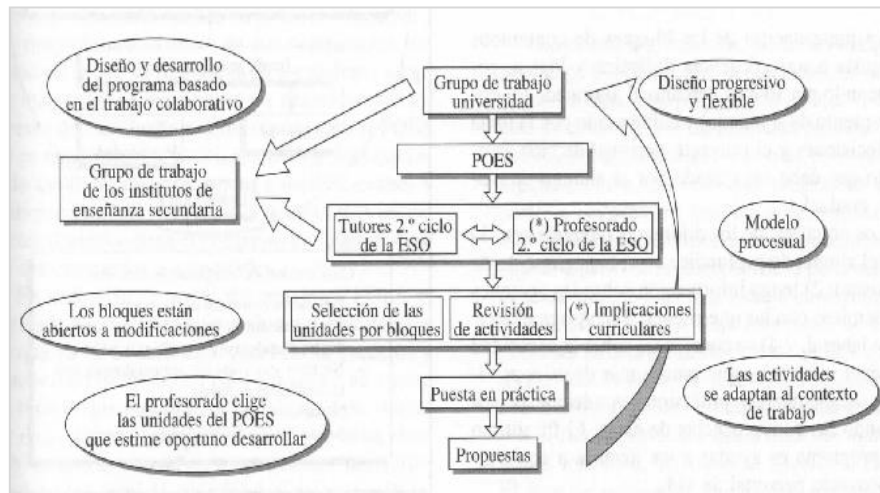 Diseño y desarrollo
del programa basado
en el trabajo colaborativo
Grupo de trabajo
universidad
Diseño progresivo
y flexible
POES
Grupo de trabajo
de los institutos de
enseñanza secundaria
Tutores 2.º ciclo
de la ESO
(*) Profesorado
2.º ciclo de la ESO
Modelo
procesual
Los bloques están
abiertos a modificaciones
Selección de las
unidades por bloques
Revisión
de actividades
(*) Implicaciones
curriculares
El profesorado elige
las unidades del POES
que estime oportuno desarrollar
Puesta en práctica
Las actividades
se adaptan al contexto
de trabajo
Propuestas